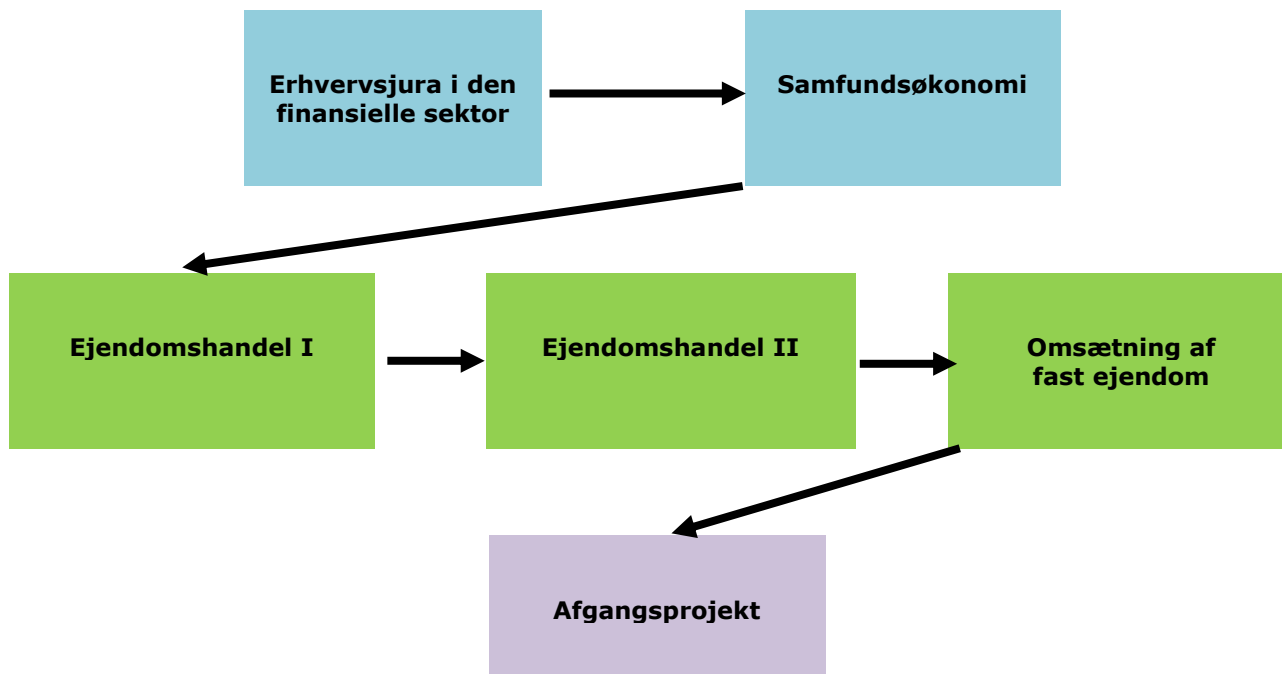 Erhvervsjura i den
finansielle sektor
Samfundsøkonomi
Ejendomshandel I
Ejendomshandel II
Omsætning af
fast ejendom
Afgangsprojekt